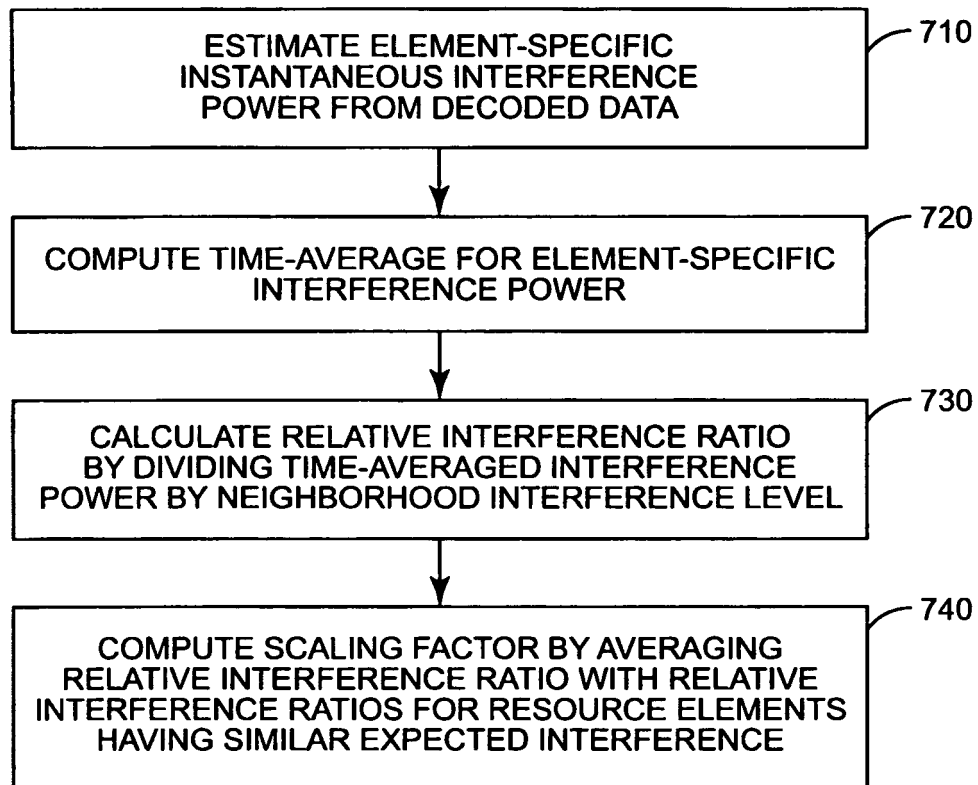 ESTIMATE ELEMENT-SPECIFIC
INSTANTANEOUS INTERFERENCE
POWER FROM DECODED DATA
710
COMPUTE TIME-AVERAGE FOR ELEMENT-SPECIFIC
INTERFERENCE POWER
720
CALCULATE RELATIVE INTERFERENCE RATIO
BY DIVIDING TIME-AVERAGED INTERFERENCE
POWER BY NEIGHBORHOOD INTERFERENCE LEVEL
730
COMPUTE SCALING FACTOR BY AVERAGING
RELATIVE INTERFERENCE RATIO WITH RELATIVE
INTERFERENCE RATIOS FOR RESOURCE ELEMENTS
HAVING SIMILAR EXPECTED INTERFERENCE
740